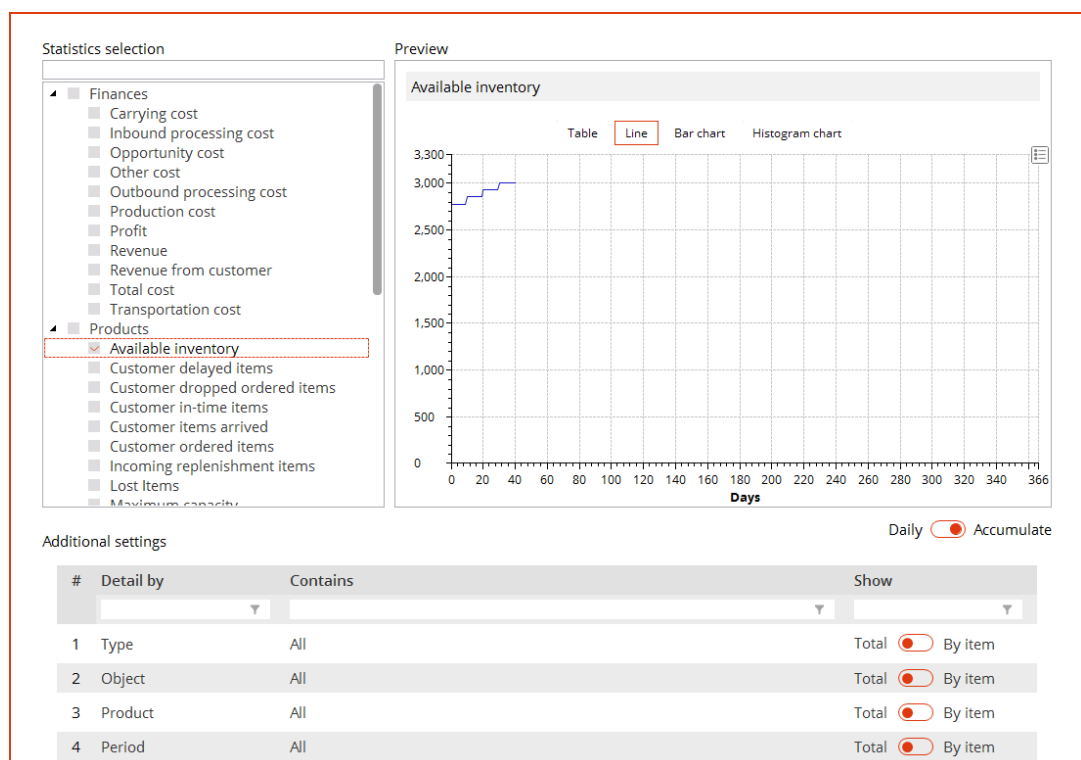 Statistics selection
Finances
Carrying cost
Inbound processing cost
Opportunity cost
Other cost
Outbound processing cost
Production cost
Profit
Revenue
Revenue from customer
Total cost
Transportation cost
Products
Available inventory
Customer delayed items
Customer dropped ordered items
Customer in-time items
Customer items arrived
Customer ordered items
Incoming replenishment items
Lost Items
Maximum capacity
Preview
Available inventory
Table Line Bar chart Histogram chart
3,300
3,000
2,500
2,000
1,500
1,000
500
0
0 20 40 60 80 100 120 140 160 180 200 220 240 260 280 300 320 340 366
Days
Daily Accumulate
Additional settings
# Detail by Contains Show
1 Type All Total By item
2 Object All Total By item
3 Product All Total By item
4 Period All Total By item